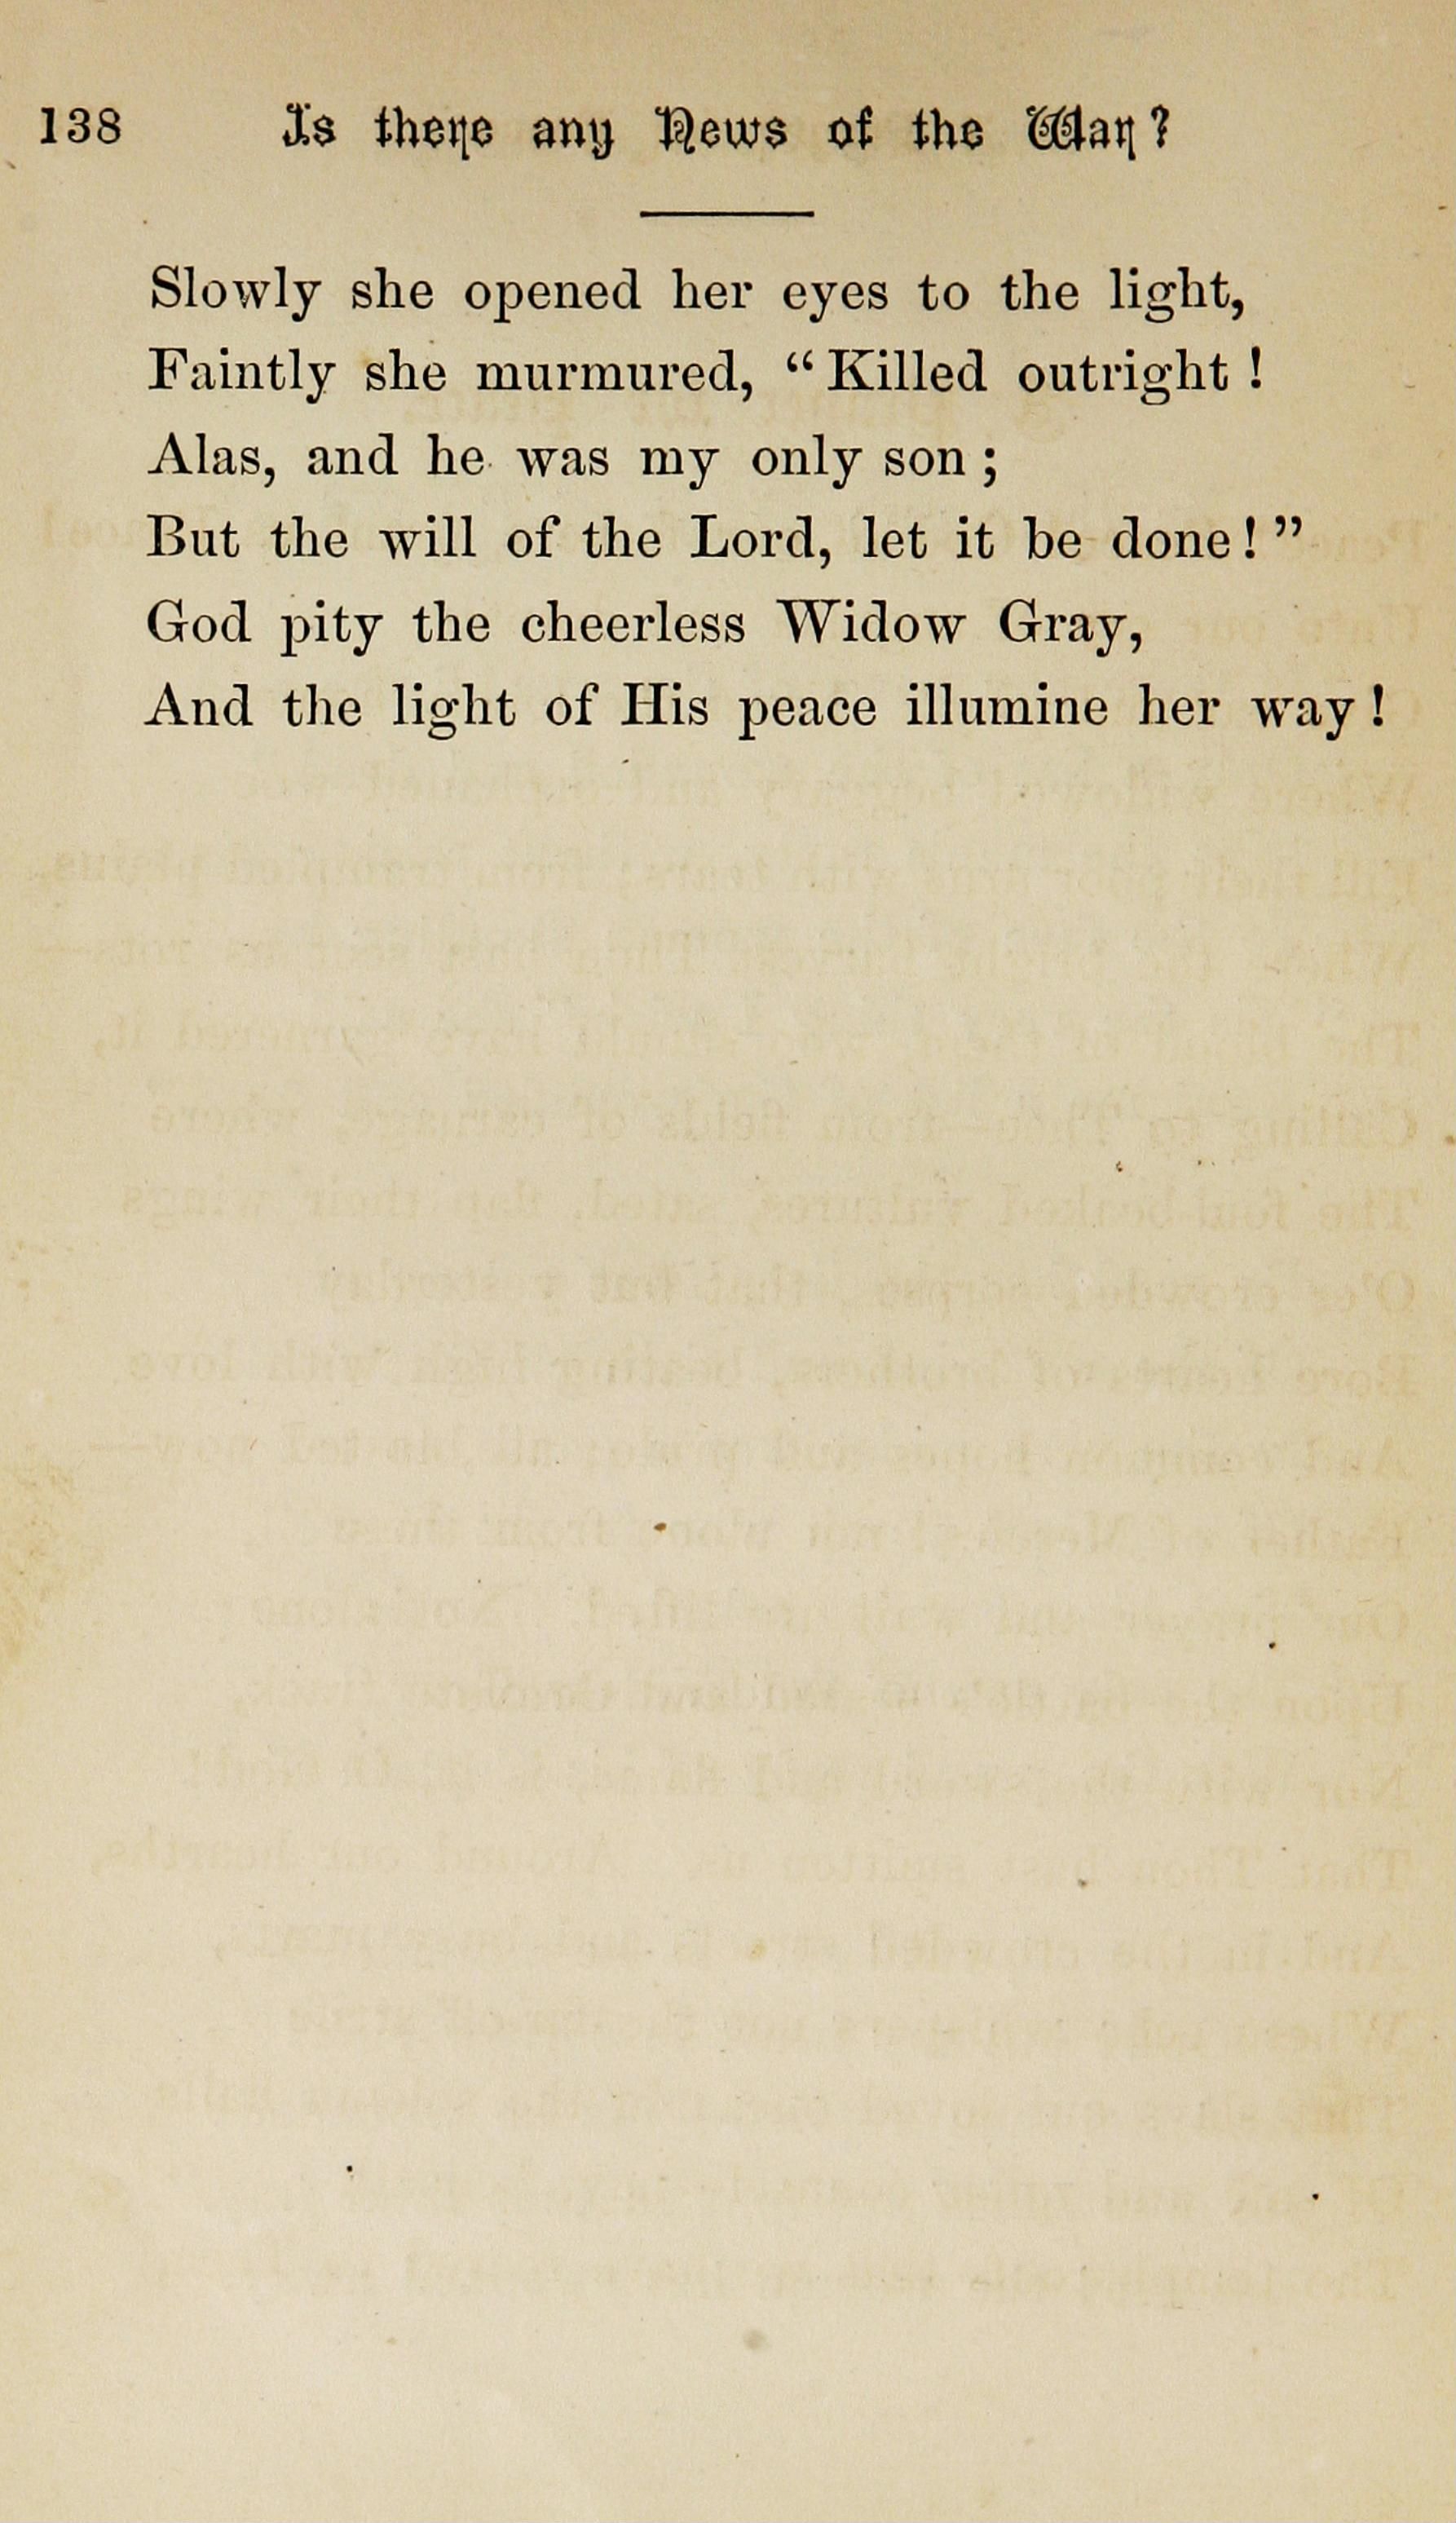 138 Is there any News of the War?
Slowly she opened her eyes to the light,
Faintly she murmured, “Killed outright!
Alas, and he was my only son;
But the will of the Lord, let it be done!”
God pity the cheerless Widow Gray,
And the light of His peace illumine her way!